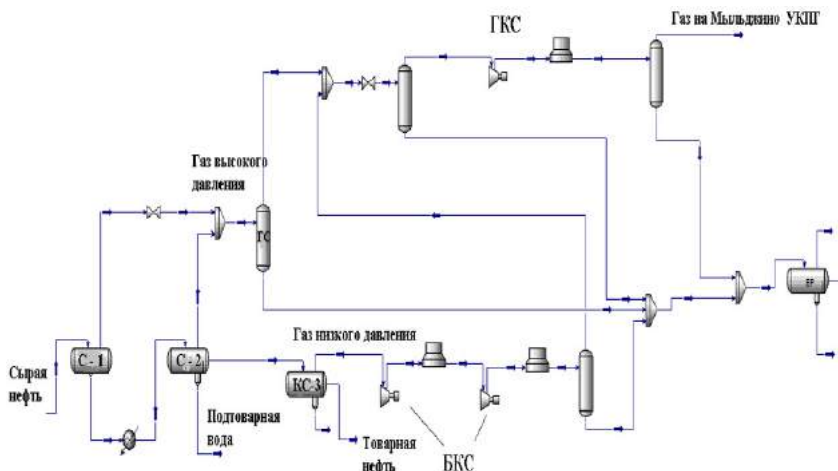 ГКС
Газ на Мыльджино УКПГ
Газ высокого
давления
ГС
Газ низкого давления
С - 1
С - 2
КС-3
Сырая
нефть
Подтоварная
вода
Товарная
нефть
БКС